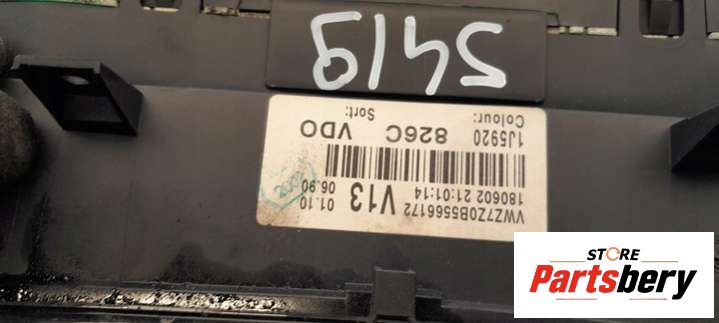 VWZ7Z0B5566172
180602 21:01:14
V13
01.10
06.90
1J5920 826C VDO
Colour: Sort:
5419
STORE
Partsbery